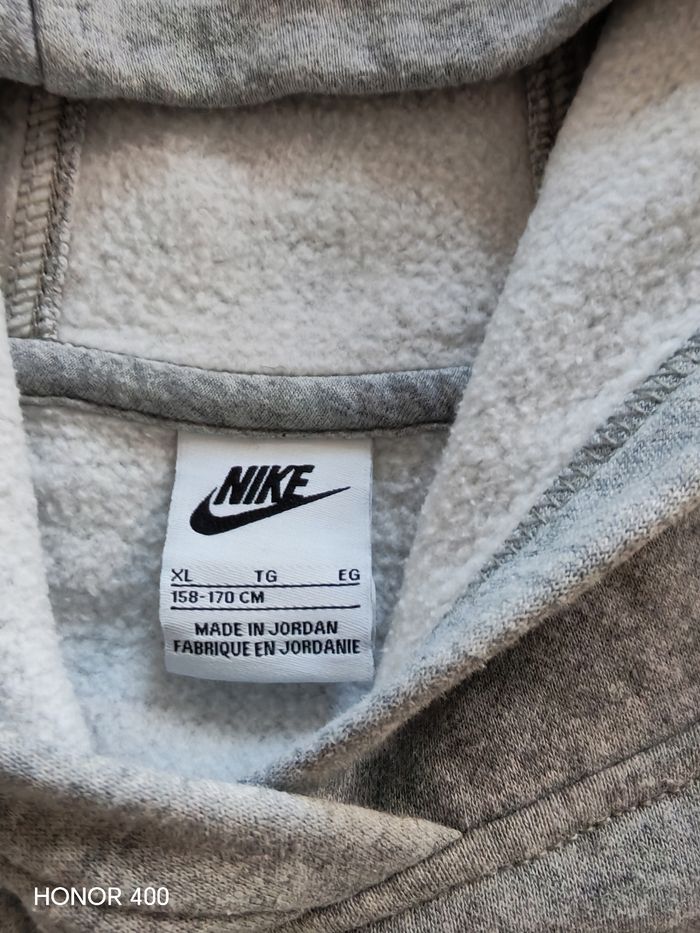 NIKE
XL TG EG
158-170 CM
MADE IN JORDAN
FABRIQUE EN JORDANIE
HONOR 400